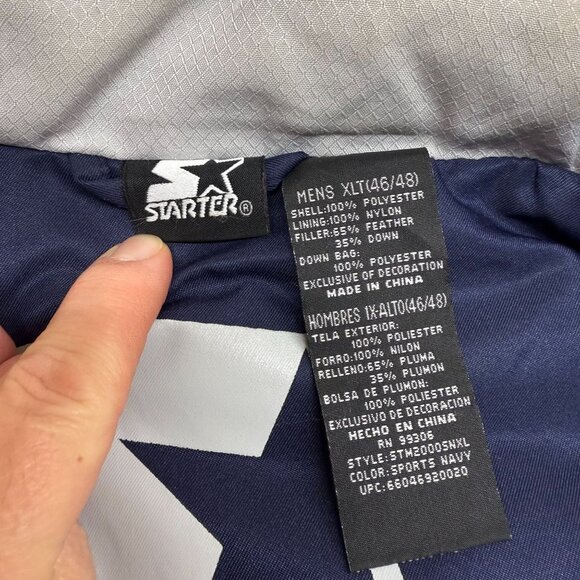 STARTER®
MENS XLT(46/48)
SHELL:100% POLYESTER
LINING:100% NYLON
FILLER:65% FEATHER
35% DOWN
DOWN BAG:
100% POLYESTER
EXCLUSIVE OF DECORATION
MADE IN CHINA
HOMBRES 1X-ALTO(46/48)
TELA EXTERIOR:
100% POLIESTER
FORRO:100% NILON
RELLENO:65% PLUMA
35% PLUMON
BOLSA DE PLUMON:
100% POLIESTER
EXCLUSIVO DE DECORACION
HECHO EN CHINA
RN 99306
STYLE:STM2000SNXL
COLOR:SPORTS NAVY
UPC:66046920020